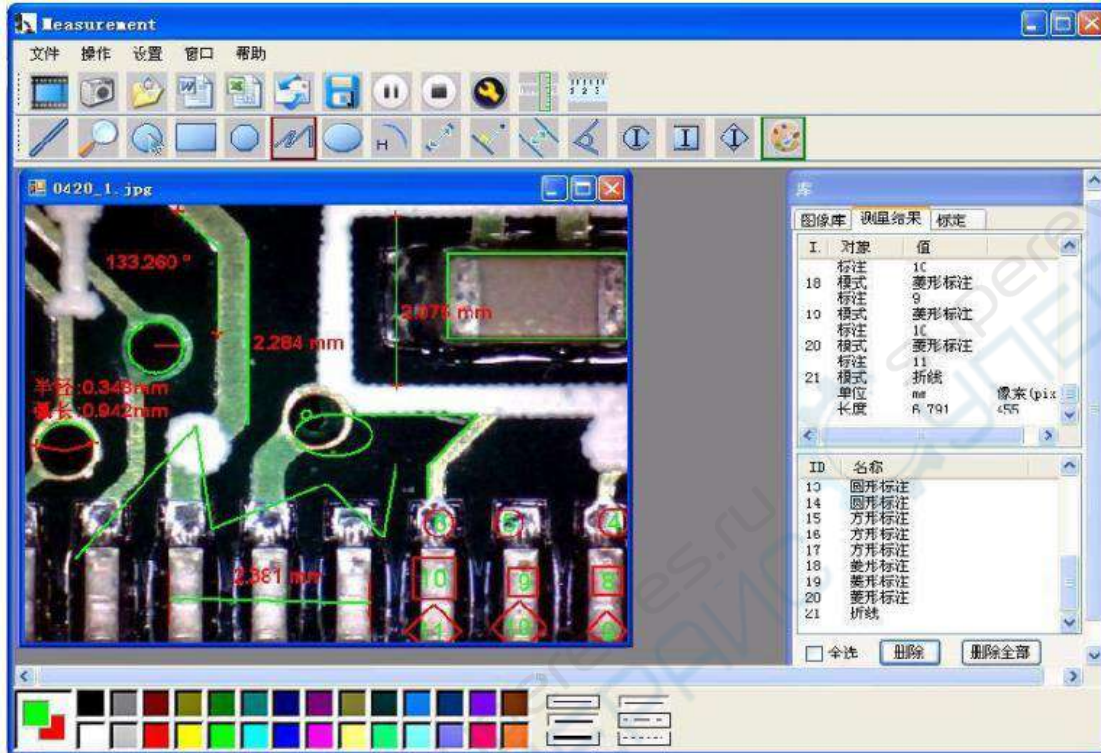 Measurement
文件 操作 设置 窗口 帮助
0420_1.jpg
库
图像库 测量结果 标定
I. 对象 值
标注 10
18 模式 菱形标注
标注 9
19 模式 菱形标注
标注 10
20 模式 菱形标注
标注 11
21 模式 折线
单位 mm 像素(pix
长度 6.791 455
ID 名称
13 圆形标注
14 圆形标注
15 方形标注
16 方形标注
17 方形标注
18 菱形标注
19 菱形标注
20 菱形标注
21 折线
全选 删除 删除全部
133.260 °
2.284 mm
2.076 mm
半径:0.348mm
:0.942mm
2.381 mm
6 5 4
10 9 8
11 10